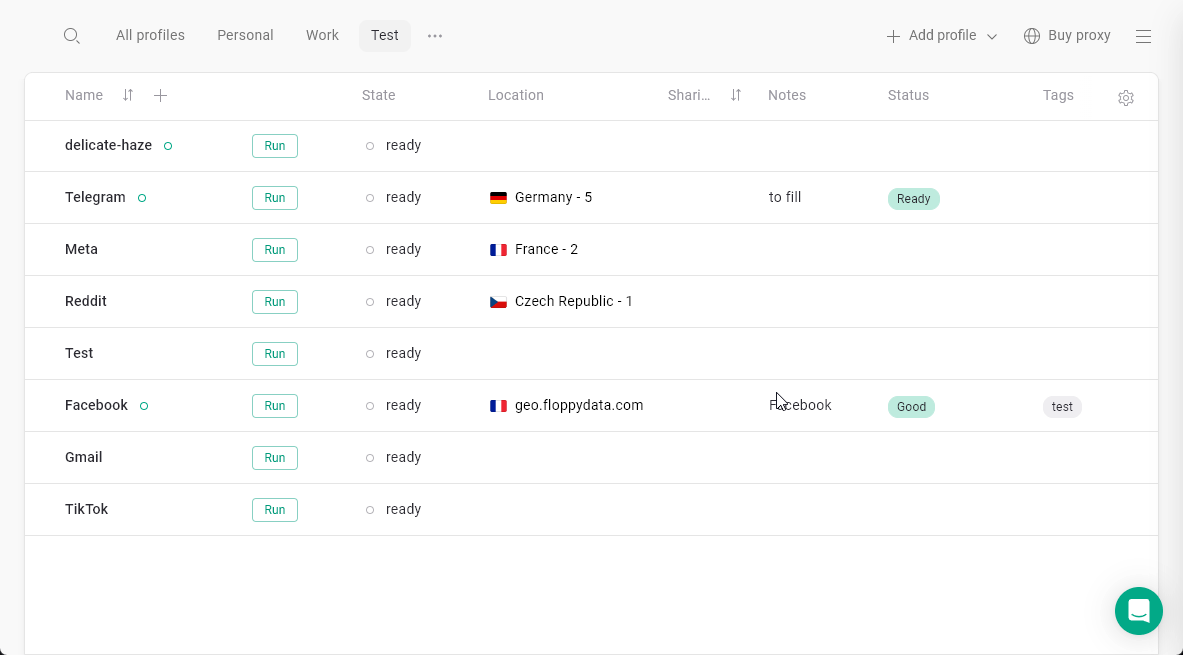 All profiles Personal Work Test ··· Add profile Buy proxy
Name State Location Shari... Notes Status Tags
delicate-haze Run ready
Telegram Run ready Germany - 5 to fill Ready
Meta Run ready France - 2
Reddit Run ready Czech Republic - 1
Test Run ready
Facebook Run ready geo.floppydata.com Facebook Good test
Gmail Run ready
TikTok Run ready